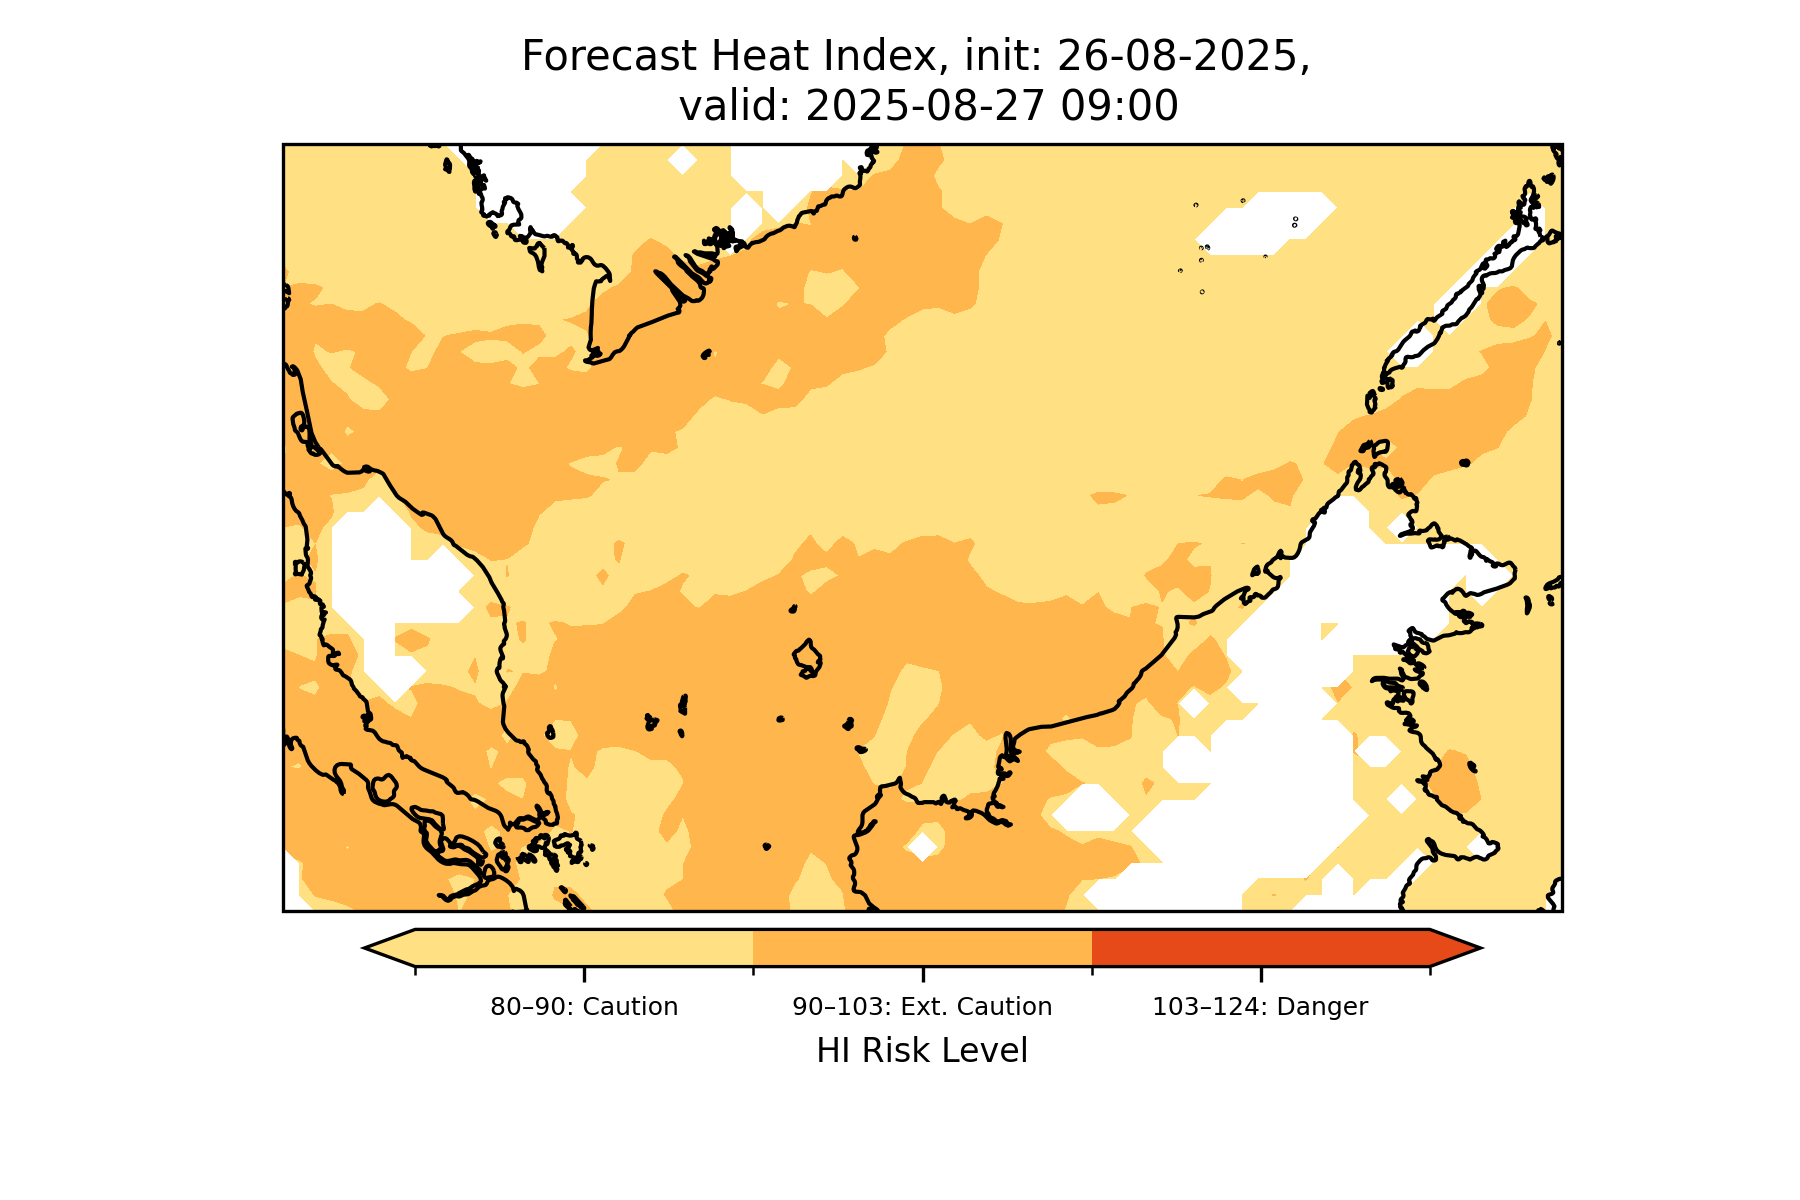 Forecast Heat Index, init: 26-08-2025,
valid: 2025-08-27 09:00
80–90: Caution
90–103: Ext. Caution
103–124: Danger
HI Risk Level